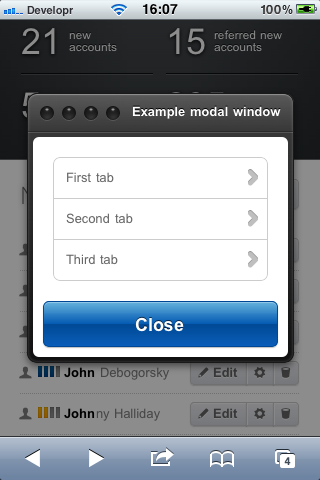 Developr 16:07 100%
21 new accounts 15 referred new accounts
Example modal window
First tab
Second tab
Third tab
Close
John Debogorsky Edit
Johnny Halliday Edit
4